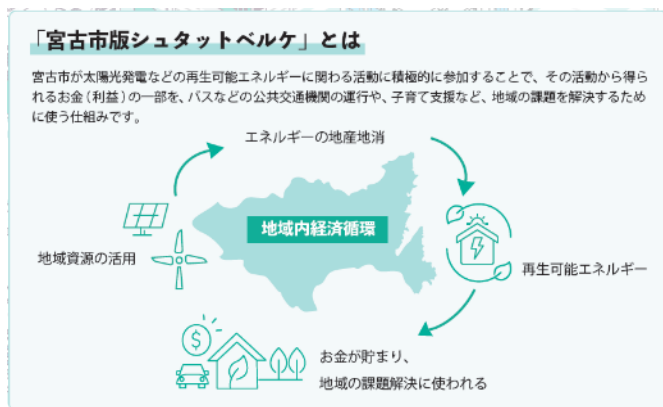 「宮古市版シュタットベルケ」とは
宮古市が太陽光発電などの再生可能エネルギーに関わる活動に積極的に参加することで、その活動から得ら
れるお金(利益)の一部を、バスなどの公共交通機関の運行や、子育て支援など、地域の課題を解決するため
に使う仕組みです。
エネルギーの地産地消
地域内経済循環
地域資源の活用
再生可能エネルギー
$
お金が貯まり、
地域の課題解決に使われる